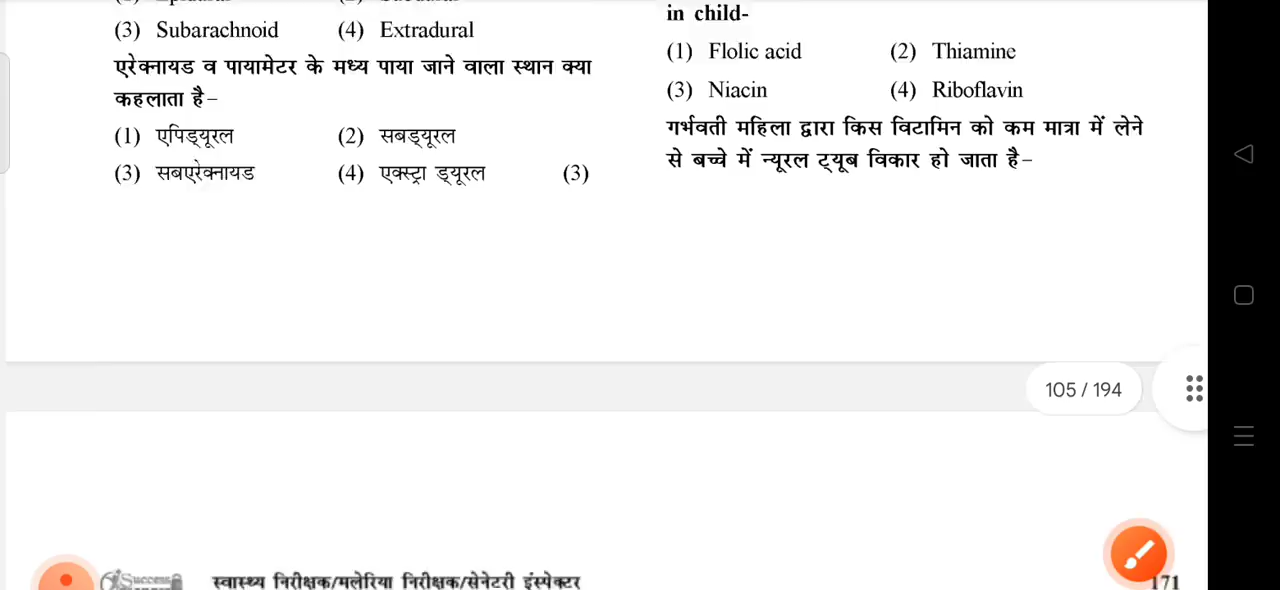 (3) Subarachnoid (4) Extradural
एरेक्नायड व पायामेटर के मध्य पाया जाने वाला स्थान क्या
कहलाता है–
(1) एपिड्यूरल (2) सबड्यूरल
(3) सबएरेक्नायड (4) एक्स्ट्रा ड्यूरल (3)
in child-
(1) Flolic acid (2) Thiamine
(3) Niacin (4) Riboflavin
गर्भवती महिला द्वारा किस विटामिन को कम मात्रा में लेने
से बच्चे में न्यूरल ट्यूब विकार हो जाता है–
105 / 194
Success
स्वास्थ्य निरीक्षक/मलेरिया निरीक्षक/सेनेटरी इंस्पेक्टर
171